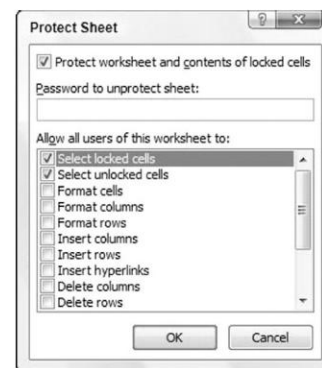 Protect Sheet
Protect worksheet and contents of locked cells
Password to unprotect sheet:
Allow all users of this worksheet to:
Select locked cells
Select unlocked cells
Format cells
Format columns
Format rows
Insert columns
Insert rows
Insert hyperlinks
Delete columns
Delete rows
OK Cancel